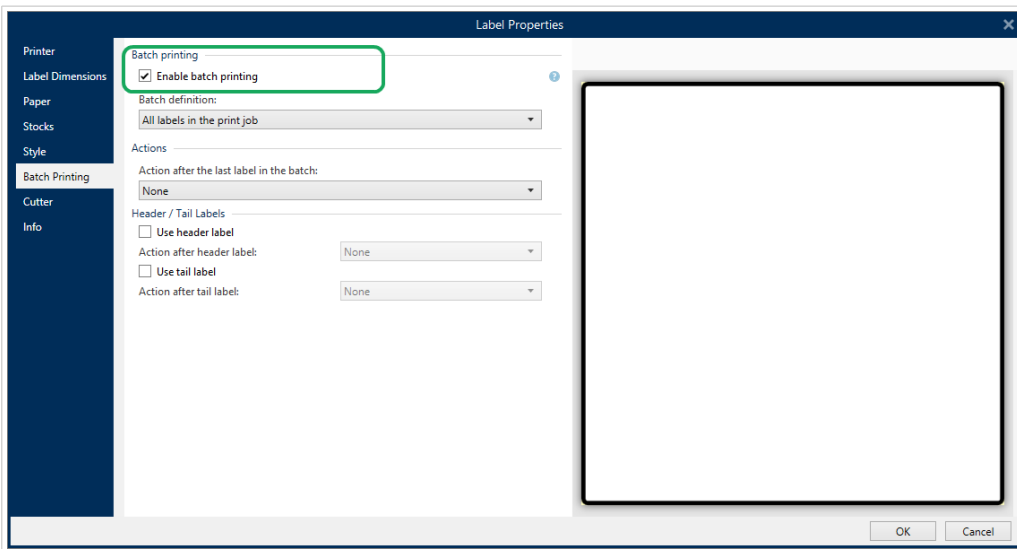 Label Properties
Printer
Label Dimensions
Paper
Stocks
Style
Batch Printing
Cutter
Info
Batch printing
Enable batch printing
?
Batch definition:
All labels in the print job
Actions
Action after the last label in the batch:
None
Header / Tail Labels
Use header label
Action after header label: None
Use tail label
Action after tail label: None
OK Cancel